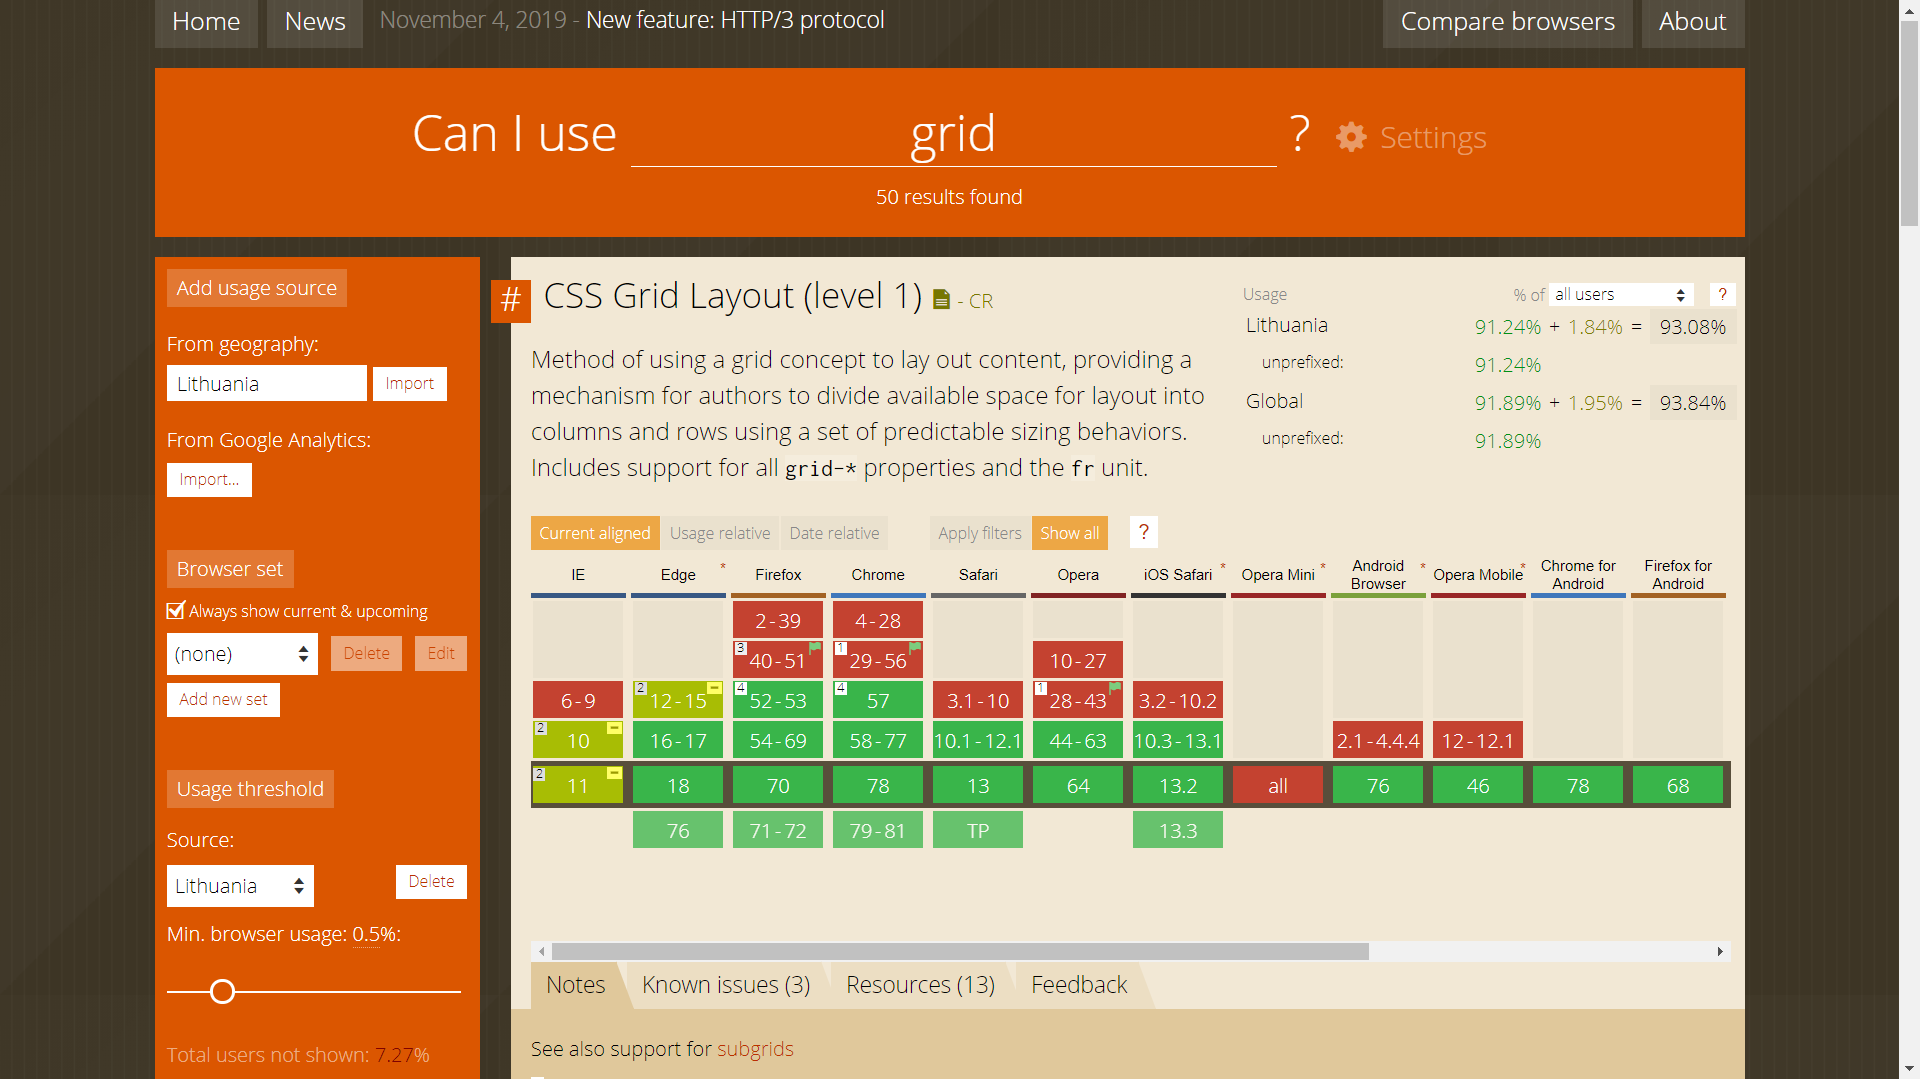 Home News November 4, 2019 - New feature: HTTP/3 protocol Compare browsers About
Can I use grid ? Settings
50 results found
Add usage source
From geography:
Lithuania Import
From Google Analytics:
Import...
Browser set
Always show current & upcoming
(none) Delete Edit
Add new set
Usage threshold
Source:
Lithuania Delete
Min. browser usage: 0.5%:
Total users not shown: 7.27%
# CSS Grid Layout (level 1) - CR
Method of using a grid concept to lay out content, providing a
mechanism for authors to divide available space for layout into
columns and rows using a set of predictable sizing behaviors.
Includes support for all grid-* properties and the fr unit.
Usage % of all users ?
Lithuania 91.24% + 1.84% = 93.08%
unprefixed: 91.24%
Global 91.89% + 1.95% = 93.84%
unprefixed: 91.89%
Current aligned Usage relative Date relative Apply filters Show all ?
IE Edge * Firefox Chrome Safari Opera iOS Safari * Opera Mini * Android Browser * Opera Mobile * Chrome for Android Firefox for Android
2-39 4-28
3 40-51 1 29-56 10-27
6-9 2 12-15 4 52-53 4 57 3.1-10 1 28-43 3.2-10.2
2 10 16-17 54-69 58-77 10.1-12.1 44-63 10.3-13.1 2.1-4.4.4 12-12.1
2 11 18 70 78 13 64 13.2 all 76 46 78 68
76 71-72 79-81 TP 13.3
Notes Known issues (3) Resources (13) Feedback
See also support for subgrids